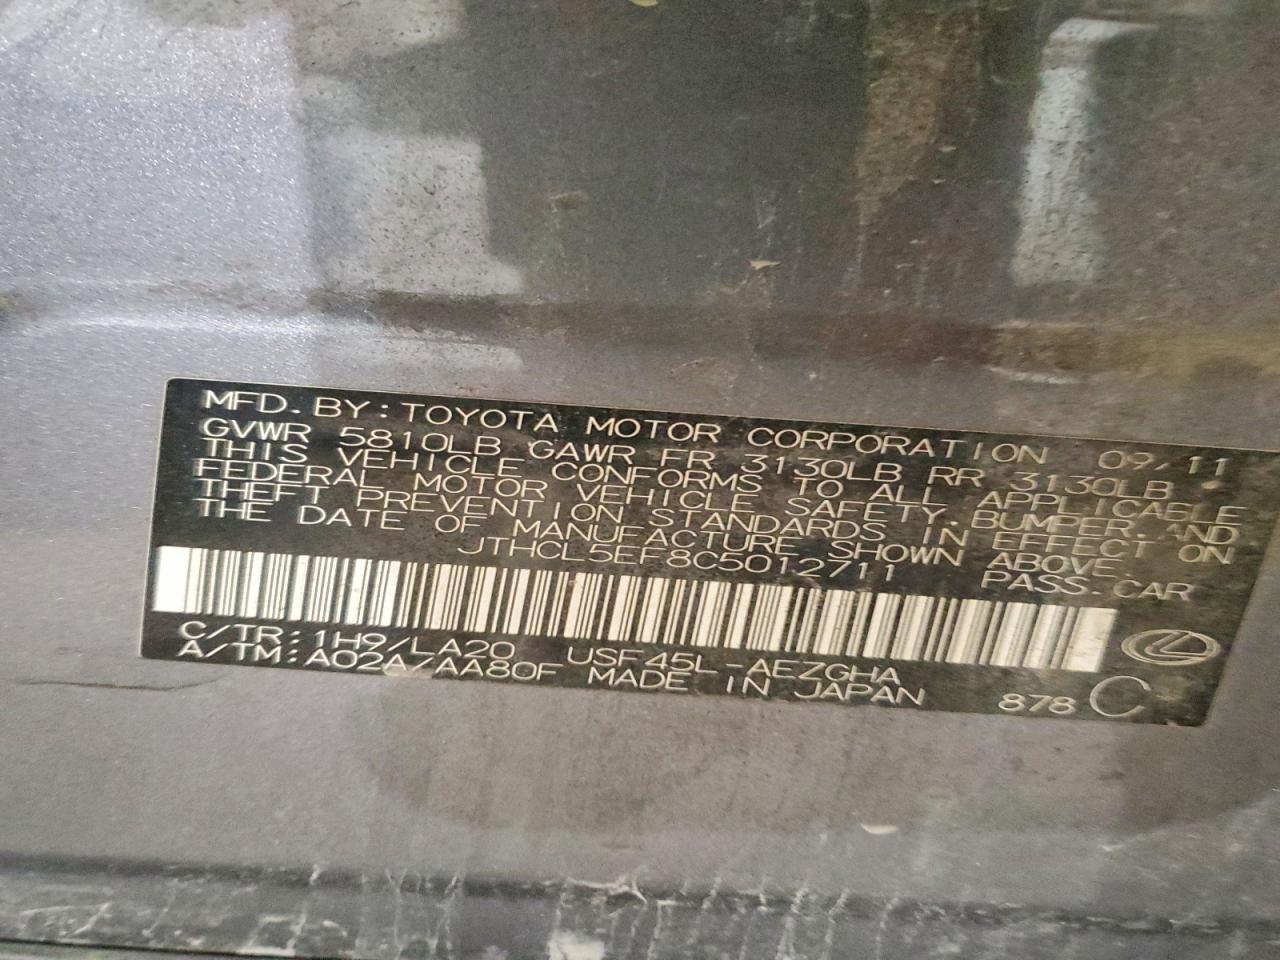 MFD. BY: TOYOTA MOTOR CORPORATION 09/11
GVWR 5810LB GAWR FR 3130LB RR 3130LB
THIS VEHICLE CONFORMS TO ALL APPLICABLE
FEDERAL MOTOR VEHICLE SAFETY, BUMPER, AND
THEFT PREVENTION STANDARDS IN EFFECT ON
THE DATE OF MANUFACTURE SHOWN ABOVE.
JTHCL5EF8C5012711 PASS. CAR
C/TR: 1H9/LA20 USF45L-AEZGHA
A/TM: A02A/AA80F MADE IN JAPAN 878 C